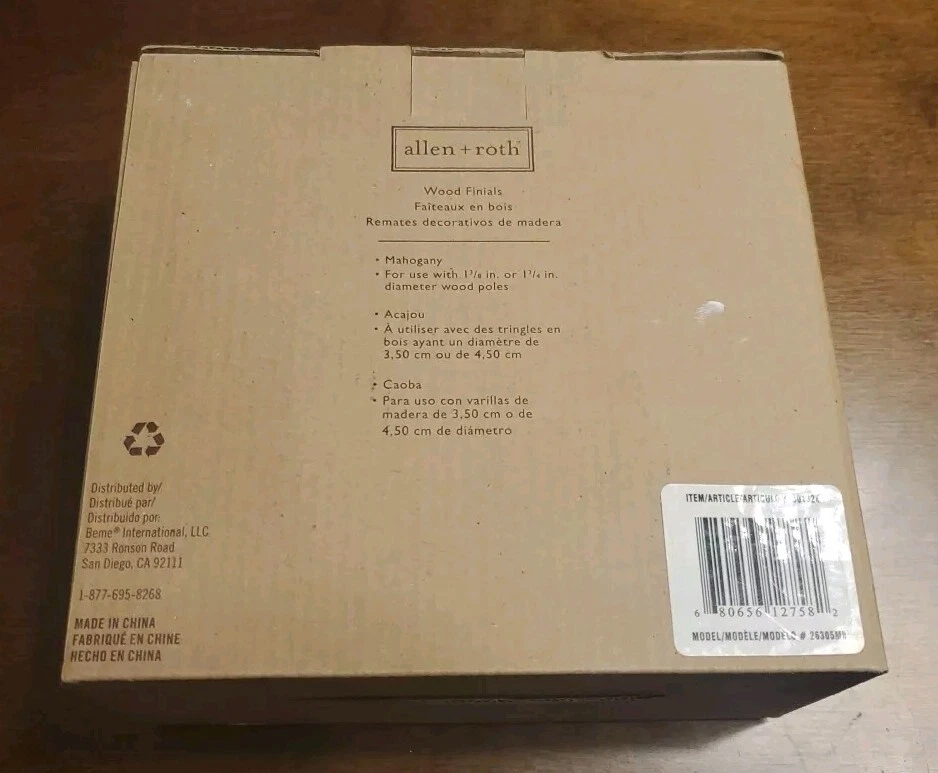 allen + roth
Wood Finials
Faîteaux en bois
Remates decorativos de madera
• Mahogany
• For use with 1³/₈ in. or 1³/₄ in.
diameter wood poles
• Acajou
• À utiliser avec des tringles en
bois ayant un diamètre de
3,50 cm ou de 4,50 cm
• Caoba
• Para uso con varillas de
madera de 3,50 cm o de
4,50 cm de diámetro
Distributed by/
Distribué par/
Distribuido por:
Beme® International, LLC
7333 Ronson Road
San Diego, CA 92111
1-877-695-8268
MADE IN CHINA
FABRIQUÉ EN CHINE
HECHO EN CHINA
ITEM/ARTICLE/ARTÍCULO
6 80656 12758 2
MODEL/MODÈLE/MODELO #